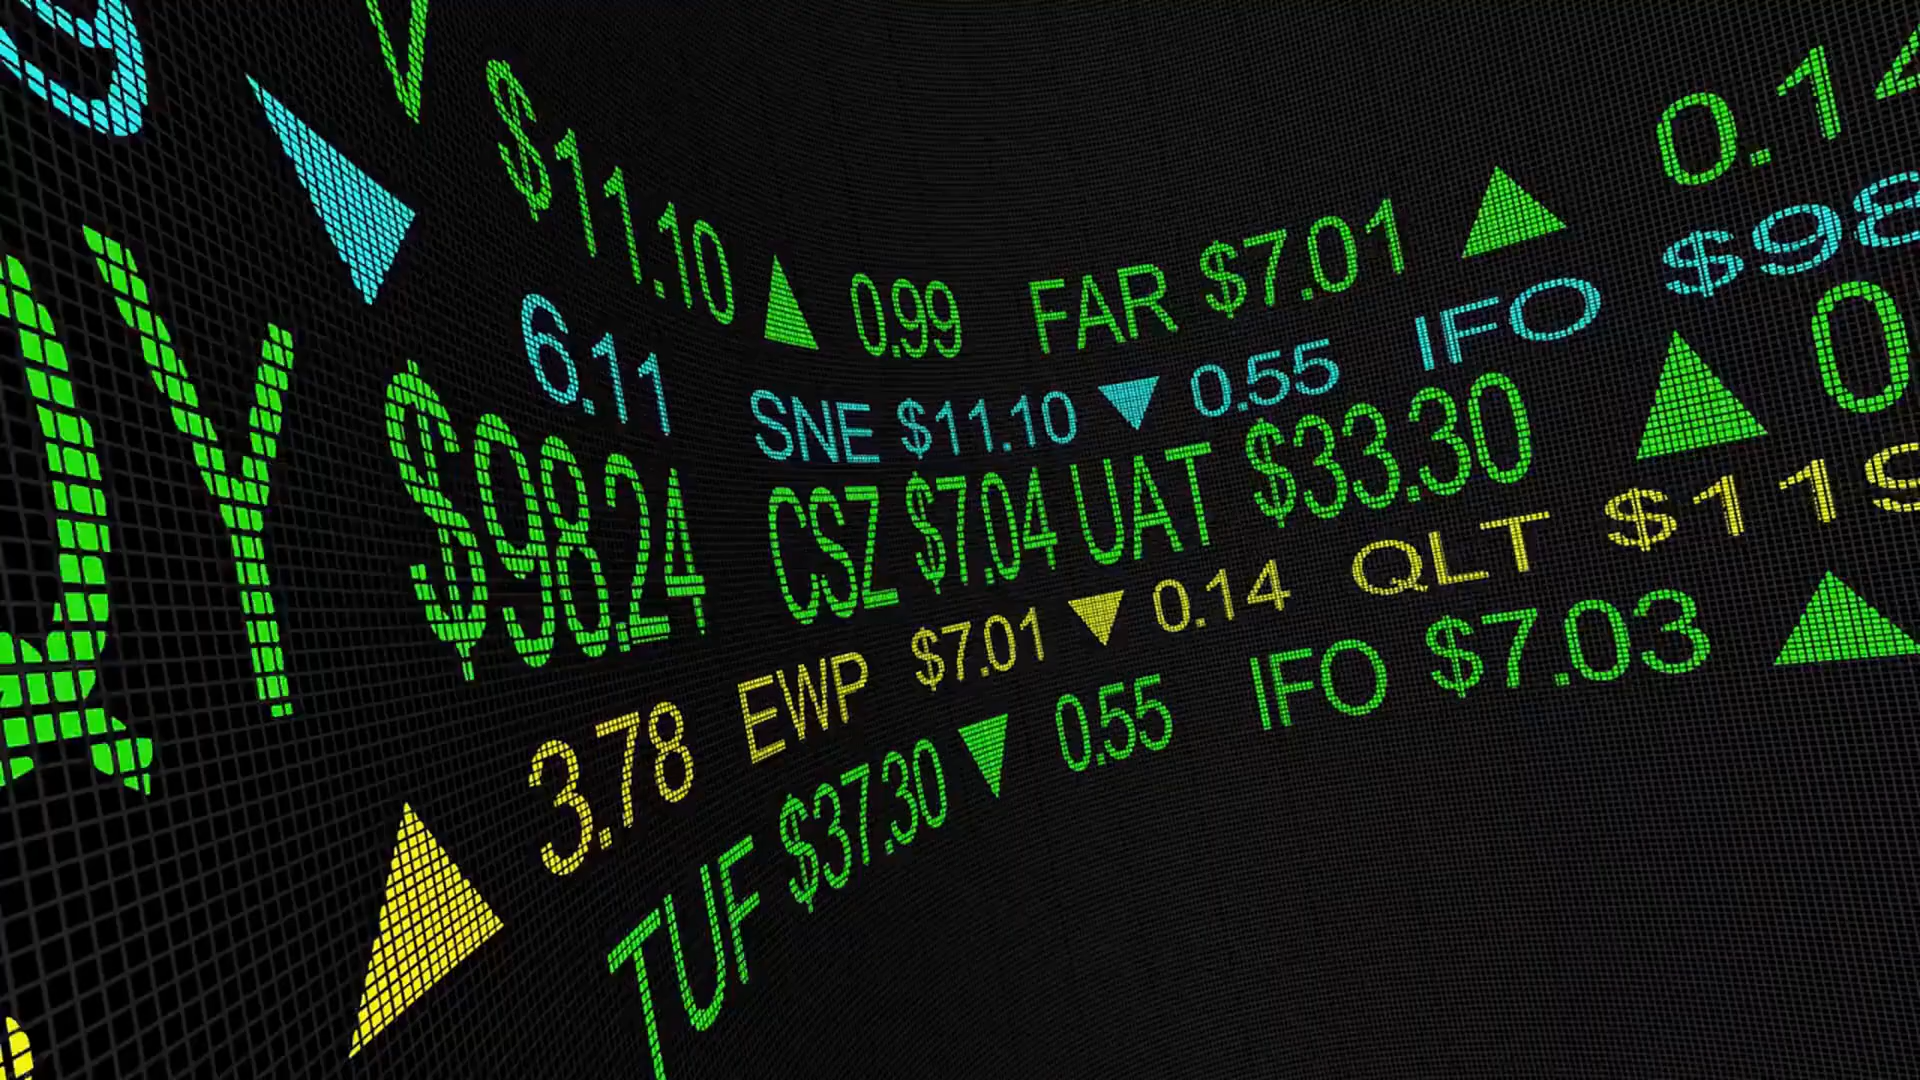 $11.10 ▲ 0.99 FAR $7.01 ▲ 0.14
6.11 SNE $11.10 ▼ 0.55 IFO $98
QY $98.24 CSZ $7.04 UAT $33.30 ▲ 0
3.78 EWP $7.01 ▼ 0.14 QLT $119
TUF $37.30 ▼ 0.55 IFO $7.03 ▲